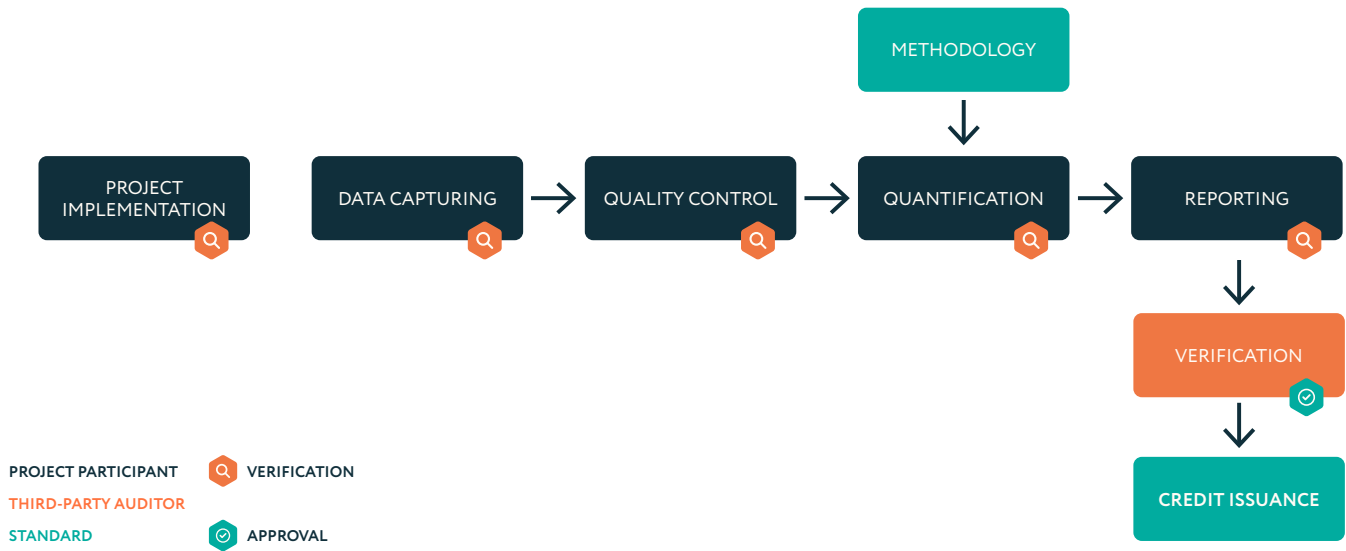 METHODOLOGY
PROJECT
IMPLEMENTATION
DATA CAPTURING
QUALITY CONTROL
QUANTIFICATION
REPORTING
VERIFICATION
CREDIT ISSUANCE
PROJECT PARTICIPANT
VERIFICATION
THIRD-PARTY AUDITOR
STANDARD
APPROVAL